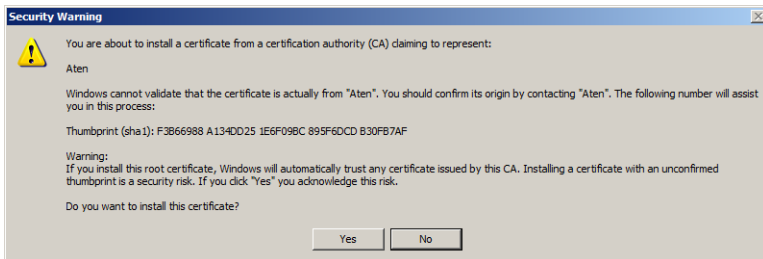 Security Warning
You are about to install a certificate from a certification authority (CA) claiming to represent:
Aten
Windows cannot validate that the certificate is actually from "Aten". You should confirm its origin by contacting "Aten". The following number will assist
you in this process:
Thumbprint (sha1): F3B66988 A134DD25 1E6F09BC 895F6DCD B30FB7AF
Warning:
If you install this root certificate, Windows will automatically trust any certificate issued by this CA. Installing a certificate with an unconfirmed
thumbprint is a security risk. If you click "Yes" you acknowledge this risk.
Do you want to install this certificate?
Yes
No